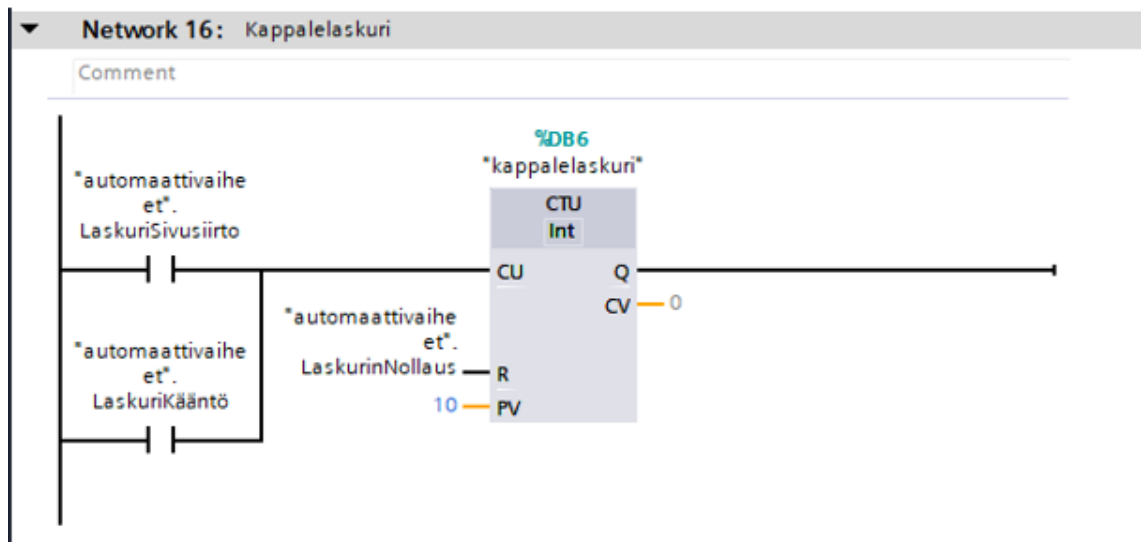 Network 16: Kappalelaskuri
Comment
%DB6
"kappalelaskuri"
"automaattivaihe
et".
LaskuriSivusiirto
CTU
Int
CU
Q
CV
0
"automaattivaihe
et".
LaskurinNollaus
R
10
PV
"automaattivaihe
et".
LaskuriKääntö